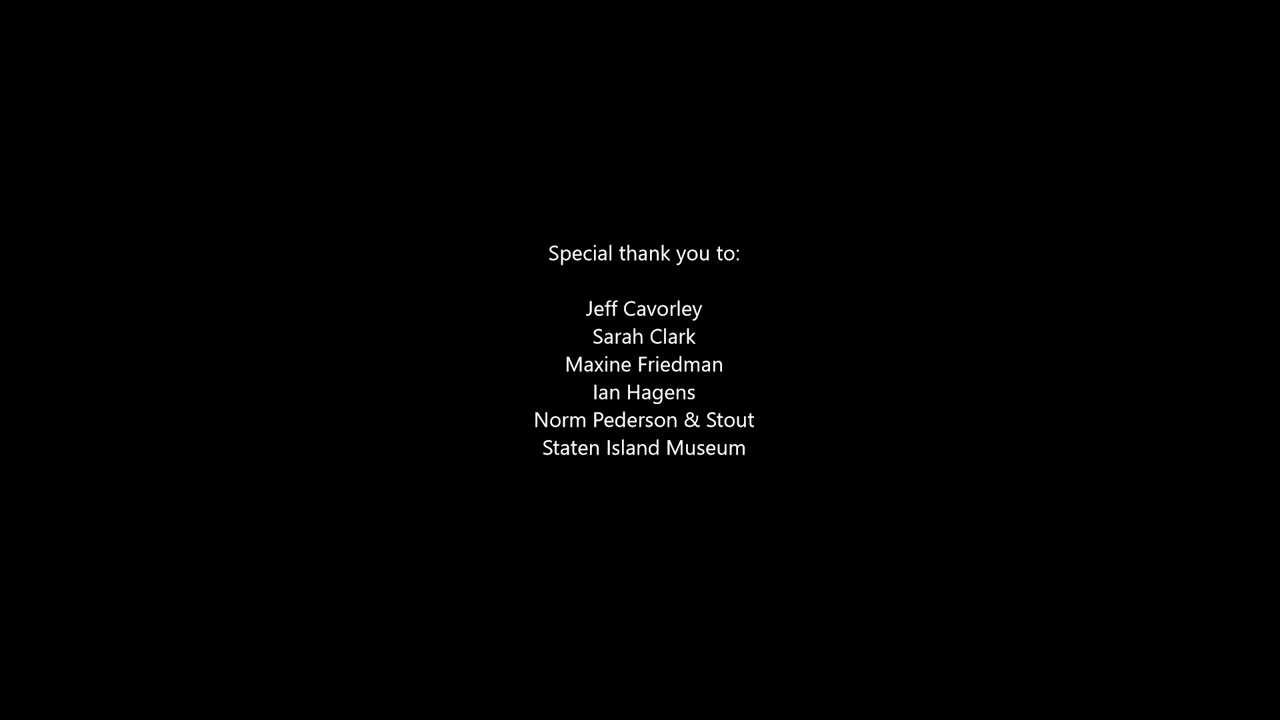 Special thank you to:
Jeff Cavorley
Sarah Clark
Maxine Friedman
Ian Hagens
Norm Pederson & Stout
Staten Island Museum